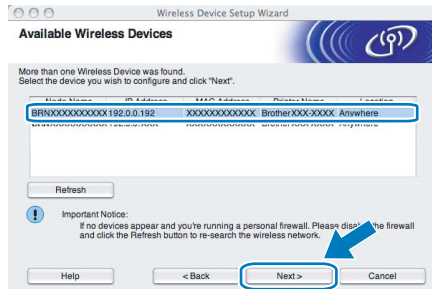 Wireless Device Setup Wizard
Available Wireless Devices
More than one Wireless Device was found.
Select the device you wish to configure and click "Next".
Node Name IP Address MAC Address Printer Name Location
BRNXXXXXXXXXX 192.0.0.192 XXXXXXXXXXXX Brother XXX-XXXX Anywhere
Refresh
Important Notice:
If no devices appear and you're running a personal firewall. Please the firewall
and click the Refresh button to re-search the wireless network.
Help < Back Next > Cancel